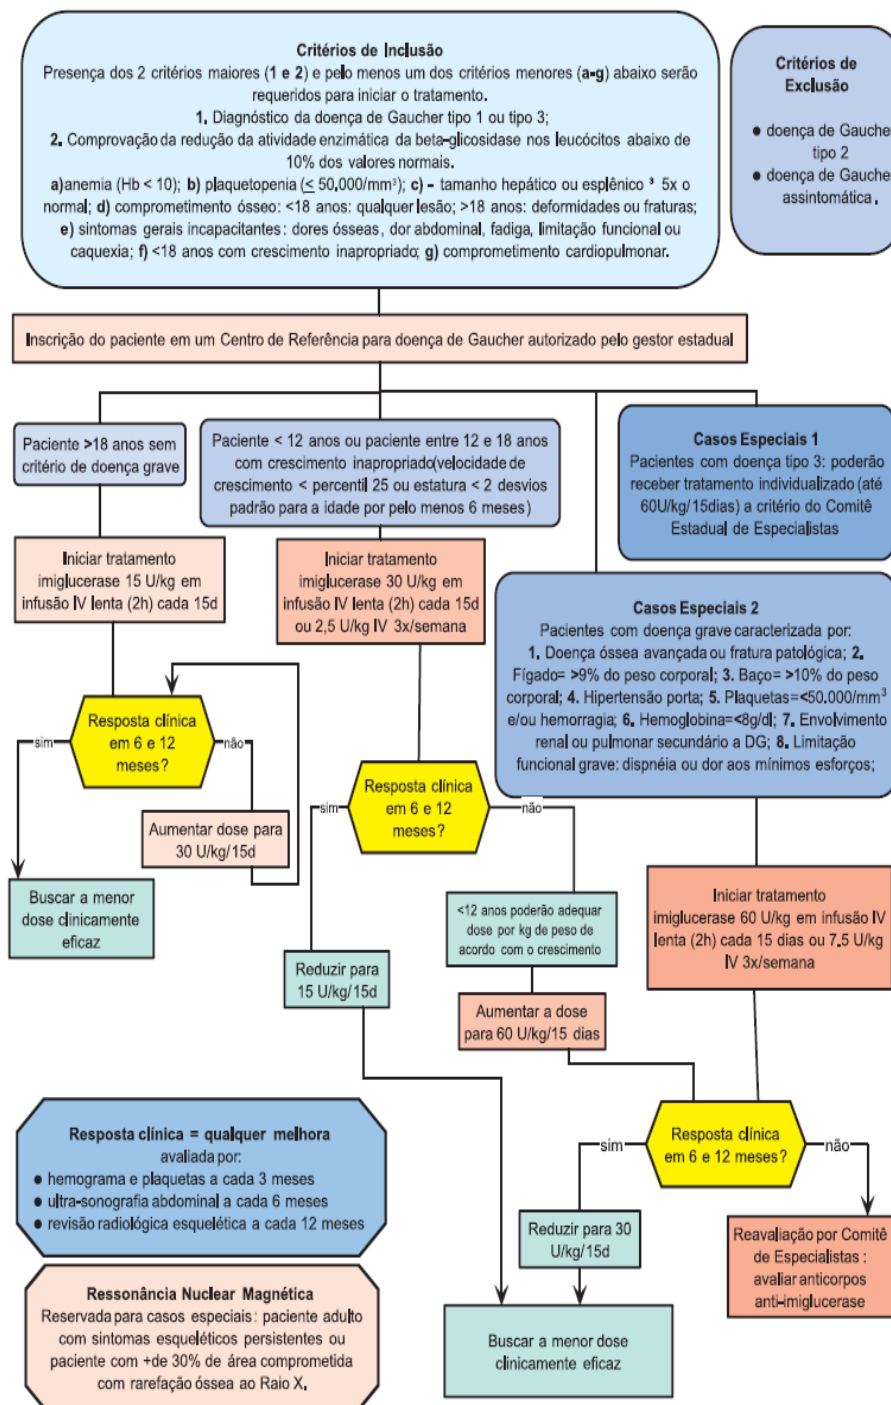 Critérios de Inclusão
Presença dos 2 critérios maiores (1 e 2) e pelo menos um dos critérios menores (a-g) abaixo serão
requeridos para iniciar o tratamento.
1. Diagnóstico da doença de Gaucher tipo 1 ou tipo 3;
2. Comprovação da redução da atividade enzimática da beta-glicosidase nos leucócitos abaixo de
10% dos valores normais.
a)anemia (Hb < 10); b) plaquetopenia (≤ 50.000/mm³); c) - tamanho hepático ou esplênico ³ 5x o
normal; d) comprometimento ósseo: <18 anos: qualquer lesão; >18 anos: deformidades ou fraturas;
e) sintomas gerais incapacitantes: dores ósseas, dor abdominal, fadiga, limitação funcional ou
caquexia; f) <18 anos com crescimento inapropriado; g) comprometimento cardiopulmonar.
Critérios de
Exclusão
● doença de Gaucher
tipo 2
● doença de Gaucher
assintomática.
Inscrição do paciente em um Centro de Referência para doença de Gaucher autorizado pelo gestor estadual
Paciente >18 anos sem
critério de doença grave
Paciente < 12 anos ou paciente entre 12 e 18 anos
com crescimento inapropriado(velocidade de
crescimento < percentil 25 ou estatura < 2 desvios
padrão para a idade por pelo menos 6 meses)
Casos Especiais 1
Pacientes com doença tipo 3: poderão
receber tratamento individualizado (até
60U/kg/15dias) a critério do Comitê
Estadual de Especialistas
Iniciar tratamento
imiglucerase 15 U/kg em
infusão IV lenta (2h) cada 15d
Iniciar tratamento
imiglucerase 30 U/kg em
infusão IV lenta (2h) cada 15d
ou 2,5 U/kg IV 3x/semana
Casos Especiais 2
Pacientes com doença grave caracterizada por:
1. Doença óssea avançada ou fratura patológica; 2.
Fígado= >9% do peso corporal; 3. Baço= >10% do peso
corporal; 4. Hipertensão porta; 5. Plaquetas=<50.000/mm³
e/ou hemorragia; 6. Hemoglobina=<8g/dl; 7. Envolvimento
renal ou pulmonar secundário a DG; 8. Limitação
funcional grave: dispnéia ou dor aos mínimos esforços;
Resposta clínica
em 6 e 12
meses?
sim
não
Aumentar dose para
30 U/kg/15d
Buscar a menor
dose clinicamente
eficaz
Resposta clínica
em 6 e 12
meses?
sim
não
<12 anos poderão adequar
dose por kg de peso de
acordo com o crescimento
Reduzir para
15 U/kg/15d
Aumentar a dose
para 60 U/kg/15 dias
Iniciar tratamento
imiglucerase 60 U/kg em infusão IV
lenta (2h) cada 15 dias ou 7.5 U/kg
IV 3x/semana
Resposta clínica
em 6 e 12 meses?
sim
não
Reduzir para 30
U/kg/15d
Reavaliação por Comitê
de Especialistas :
avaliar anticorpos
anti-imiglucerase
Buscar a menor dose
clinicamente eficaz
Resposta clínica = qualquer melhora
avaliada por:
● hemograma e plaquetas a cada 3 meses
● ultra-sonografia abdominal a cada 6 meses
● revisão radiológica esquelética a cada 12 meses
Ressonância Nuclear Magnética
Reservada para casos especiais: paciente adulto
com sintomas esqueléticos persistentes ou
paciente com +de 30% de área comprometida
com rarefação óssea ao Raio X.